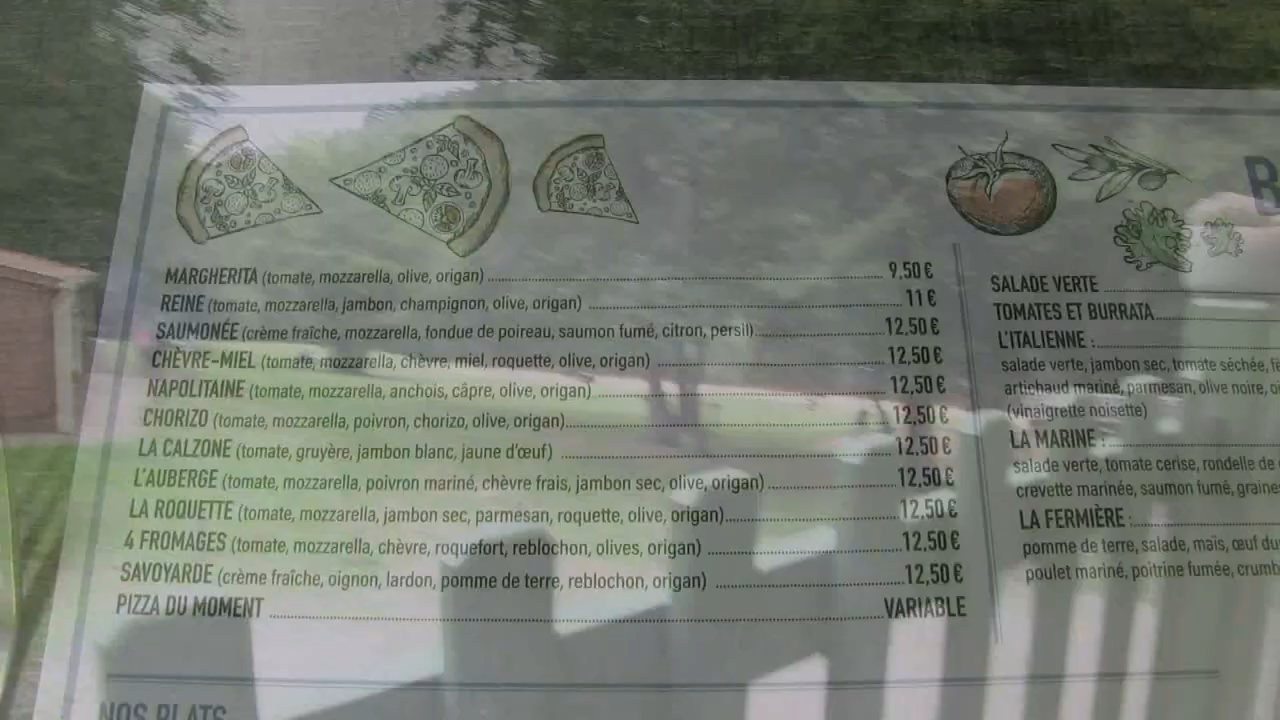 MARGHERITA (tomate, mozzarella, olive, origan) 9,50 €
REINE (tomate, mozzarella, jambon, champignon, olive, origan) 11 €
SAUMONÉE (crème fraîche, mozzarella, fondue de poireau, saumon fumé, citron, persil) 12,50 €
CHÈVRE-MIEL (tomate, mozzarella, chèvre, miel, roquette, olive, origan) 12,50 €
NAPOLITAINE (tomate, mozzarella, anchois, câpre, olive, origan) 12,50 €
CHORIZO (tomate, mozzarella, poivron, chorizo, olive, origan) 12,50 €
LA CALZONE (tomate, gruyère, jambon blanc, jaune d'œuf) 12,50 €
L'AUBERGE (tomate, mozzarella, poivron mariné, chèvre frais, jambon sec, olive, origan) 12,50 €
LA ROQUETTE (tomate, mozzarella, jambon sec, parmesan, roquette, olive, origan) 12,50 €
4 FROMAGES (tomate, mozzarella, chèvre, roquefort, reblochon, olives, origan) 12,50 €
SAVOYARDE (crème fraîche, oignon, lardon, pomme de terre, reblochon, origan) 12,50 €
PIZZA DU MOMENT VARIABLE
NOS PLATS
B
SALADE VERTE
TOMATES ET BURRATA
L'ITALIENNE :
salade verte, jambon sec, tomate séchée,
artichaud mariné, parmesan, olive noire,
(vinaigrette noisette)
LA MARINE :
salade verte, tomate cerise, rondelle de
crevette marinée, saumon fumé, graine
LA FERMIÈRE :
pomme de terre, salade, maïs, œuf du
poulet mariné, poitrine fumée, crumb